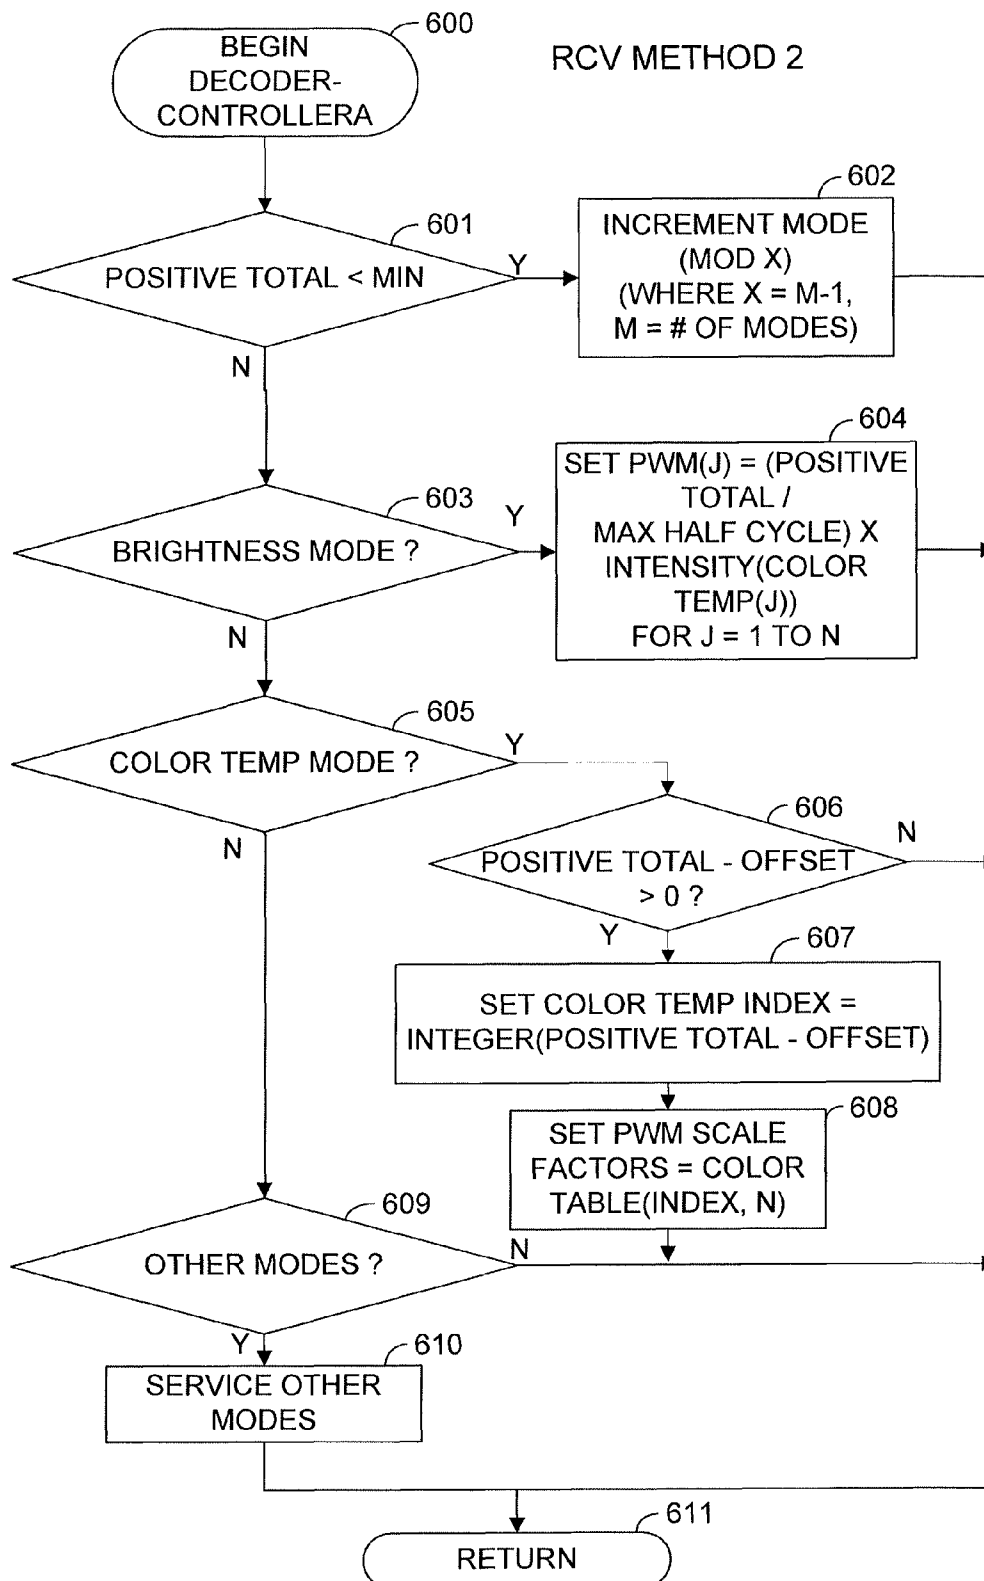 600
BEGIN
DECODER-
CONTROLLERA
RCV METHOD 2
601
POSITIVE TOTAL < MIN
Y
N
602
INCREMENT MODE
(MOD X)
(WHERE X = M-1,
M = # OF MODES)
603
BRIGHTNESS MODE ?
Y
N
604
SET PWM(J) = (POSITIVE
TOTAL /
MAX HALF CYCLE) X
INTENSITY(COLOR
TEMP(J))
FOR J = 1 TO N
605
COLOR TEMP MODE ?
Y
N
606
POSITIVE TOTAL - OFFSET
> 0 ?
N
Y
607
SET COLOR TEMP INDEX =
INTEGER(POSITIVE TOTAL - OFFSET)
608
SET PWM SCALE
FACTORS = COLOR
TABLE(INDEX, N)
609
OTHER MODES ?
N
Y
610
SERVICE OTHER
MODES
611
RETURN